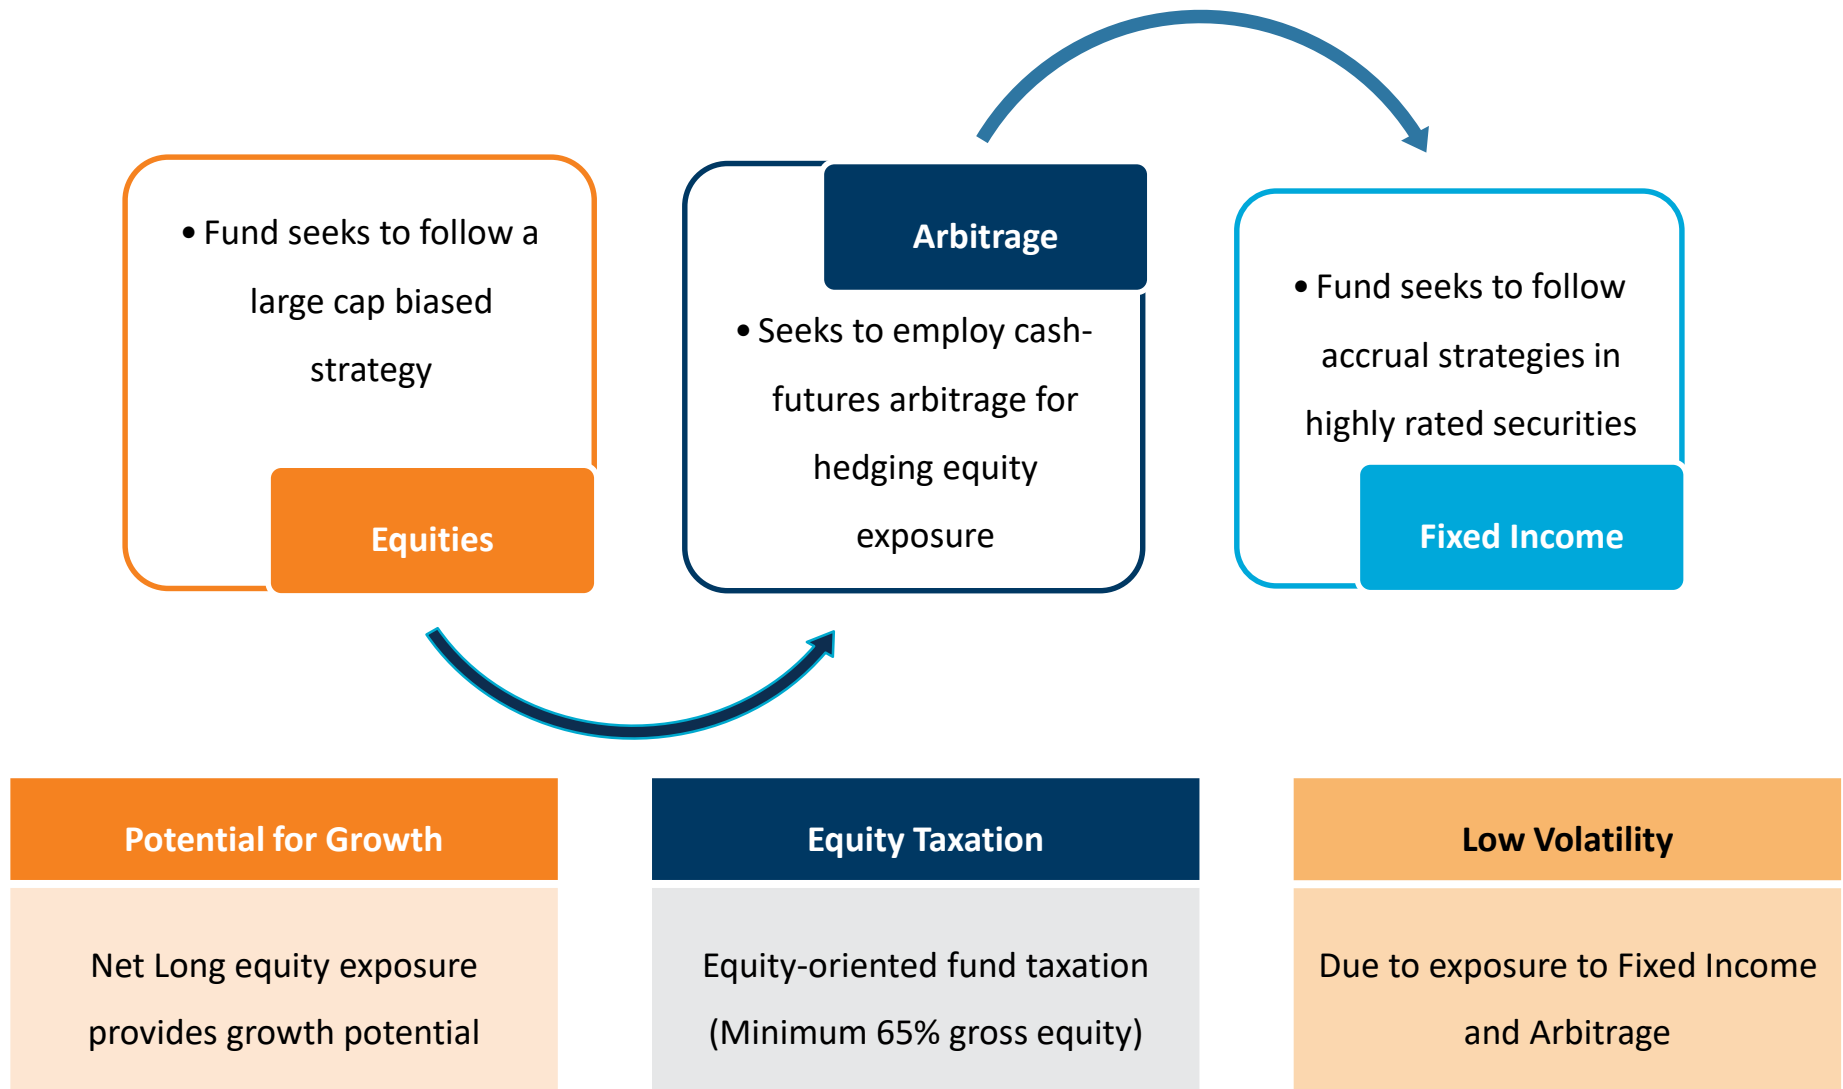 • Fund seeks to follow a
large cap biased
strategy
Equities
Arbitrage
• Seeks to employ cash-
futures arbitrage for
hedging equity
exposure
• Fund seeks to follow
accrual strategies in
highly rated securities
Fixed Income
Potential for Growth
Net Long equity exposure
provides growth potential
Equity Taxation
Equity-oriented fund taxation
(Minimum 65% gross equity)
Low Volatility
Due to exposure to Fixed Income
and Arbitrage